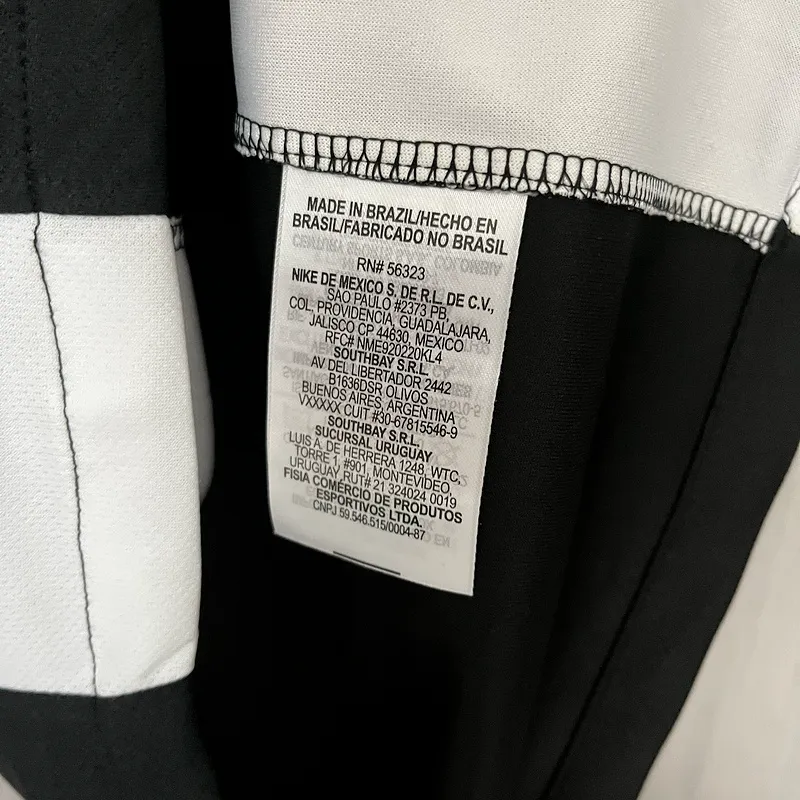 MADE IN BRAZIL/HECHO EN
BRASIL/FABRICADO NO BRASIL
RN# 56323
NIKE DE MEXICO S. DE R.L. DE C.V.,
SAO PAULO #2373 PB,
COL, PROVIDENCIA, GUADALAJARA,
JALISCO CP 44630, MEXICO
RFC# NME920220KL4
SOUTHBAY S.R.L.
AV DEL LIBERTADOR 2442
B1636DSR OLIVOS
BUENOS AIRES, ARGENTINA
VXXXXX CUIT #30-67815546-9
SOUTHBAY S.R.L.
SUCURSAL URUGUAY
LUIS A. DE HERRERA 1248, WTC,
TORRE 1, #901, MONTEVIDEO,
URUGUAY, RUT# 21 324024 0019
FISIA COMÉRCIO DE PRODUTOS
ESPORTIVOS LTDA.
CNPJ 59.546.515/0004-87